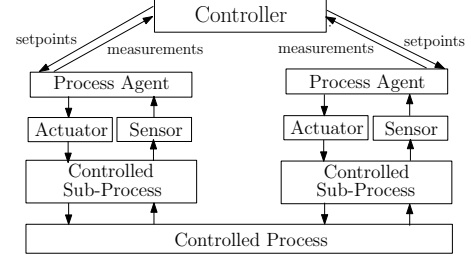 Controller
setpoints
measurements
measurements
setpoints
Process Agent
Process Agent
Actuator
Sensor
Actuator
Sensor
Controlled
Sub-Process
Controlled
Sub-Process
Controlled Process